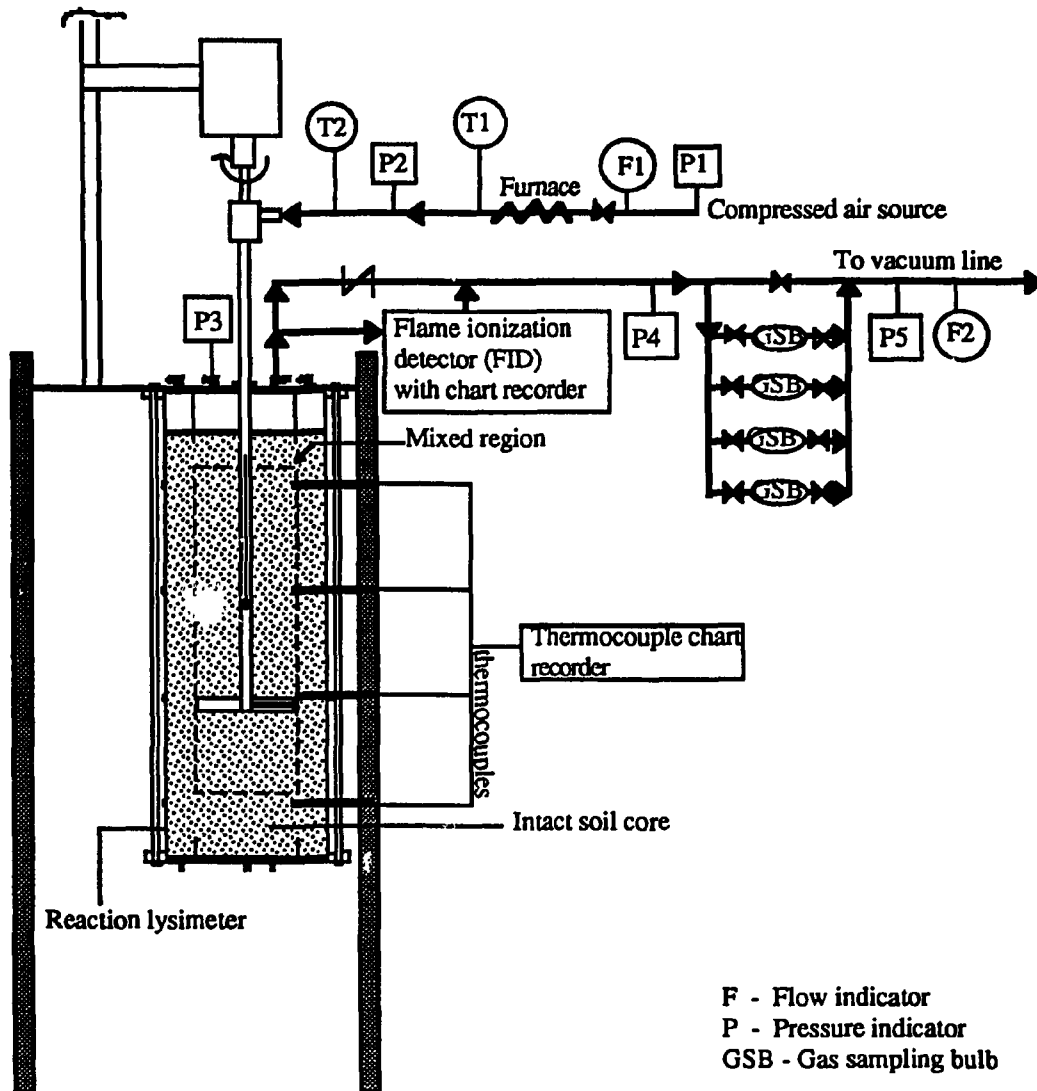 T2
T1
P2
F1
P1
Furnace
Compressed air source
To vacuum line
P3
Flame ionization
detector (FID)
with chart recorder
P4
P5
F2
GSB
GSB
GSB
GSB
Mixed region
thermocouples
Thermocouple chart
recorder
Intact soil core
Reaction lysimeter
F - Flow indicator
P - Pressure indicator
GSB - Gas sampling bulb